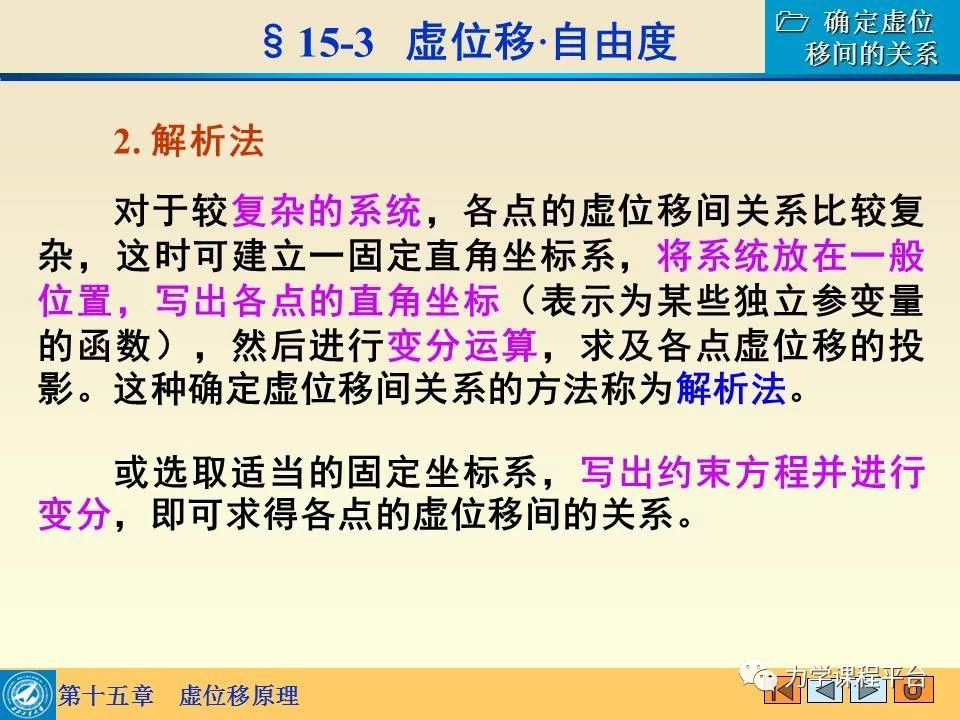 §15-3 虚位移·自由度
确定虚位
移间的关系
2. 解析法
对于较复杂的系统，各点的虚位移间关系比较复
杂，这时可建立一固定直角坐标系，将系统放在一般
位置，写出各点的直角坐标（表示为某些独立参变量
的函数），然后进行变分运算，求及各点虚位移的投
影。这种确定虚位移间关系的方法称为解析法。
或选取适当的固定坐标系，写出约束方程并进行
变分，即可求得各点的虚位移间的关系。
第十五章 虚位移原理
力学课程平台